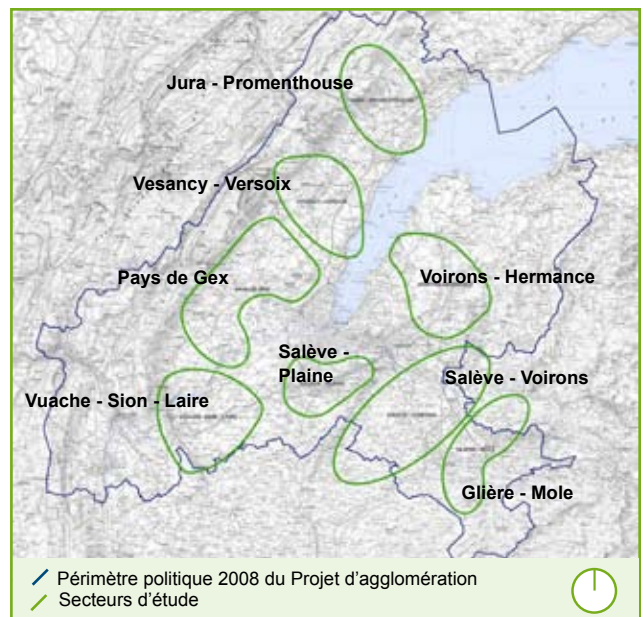 Jura - Promenthouse
Vesancy - Versoix
Pays de Gex
Voirons - Hermance
Salève -
Plaine
Salève - Voirons
Vuache - Sion - Laire
Glière - Mole
Périmètre politique 2008 du Projet d’agglomération
Secteurs d’étude